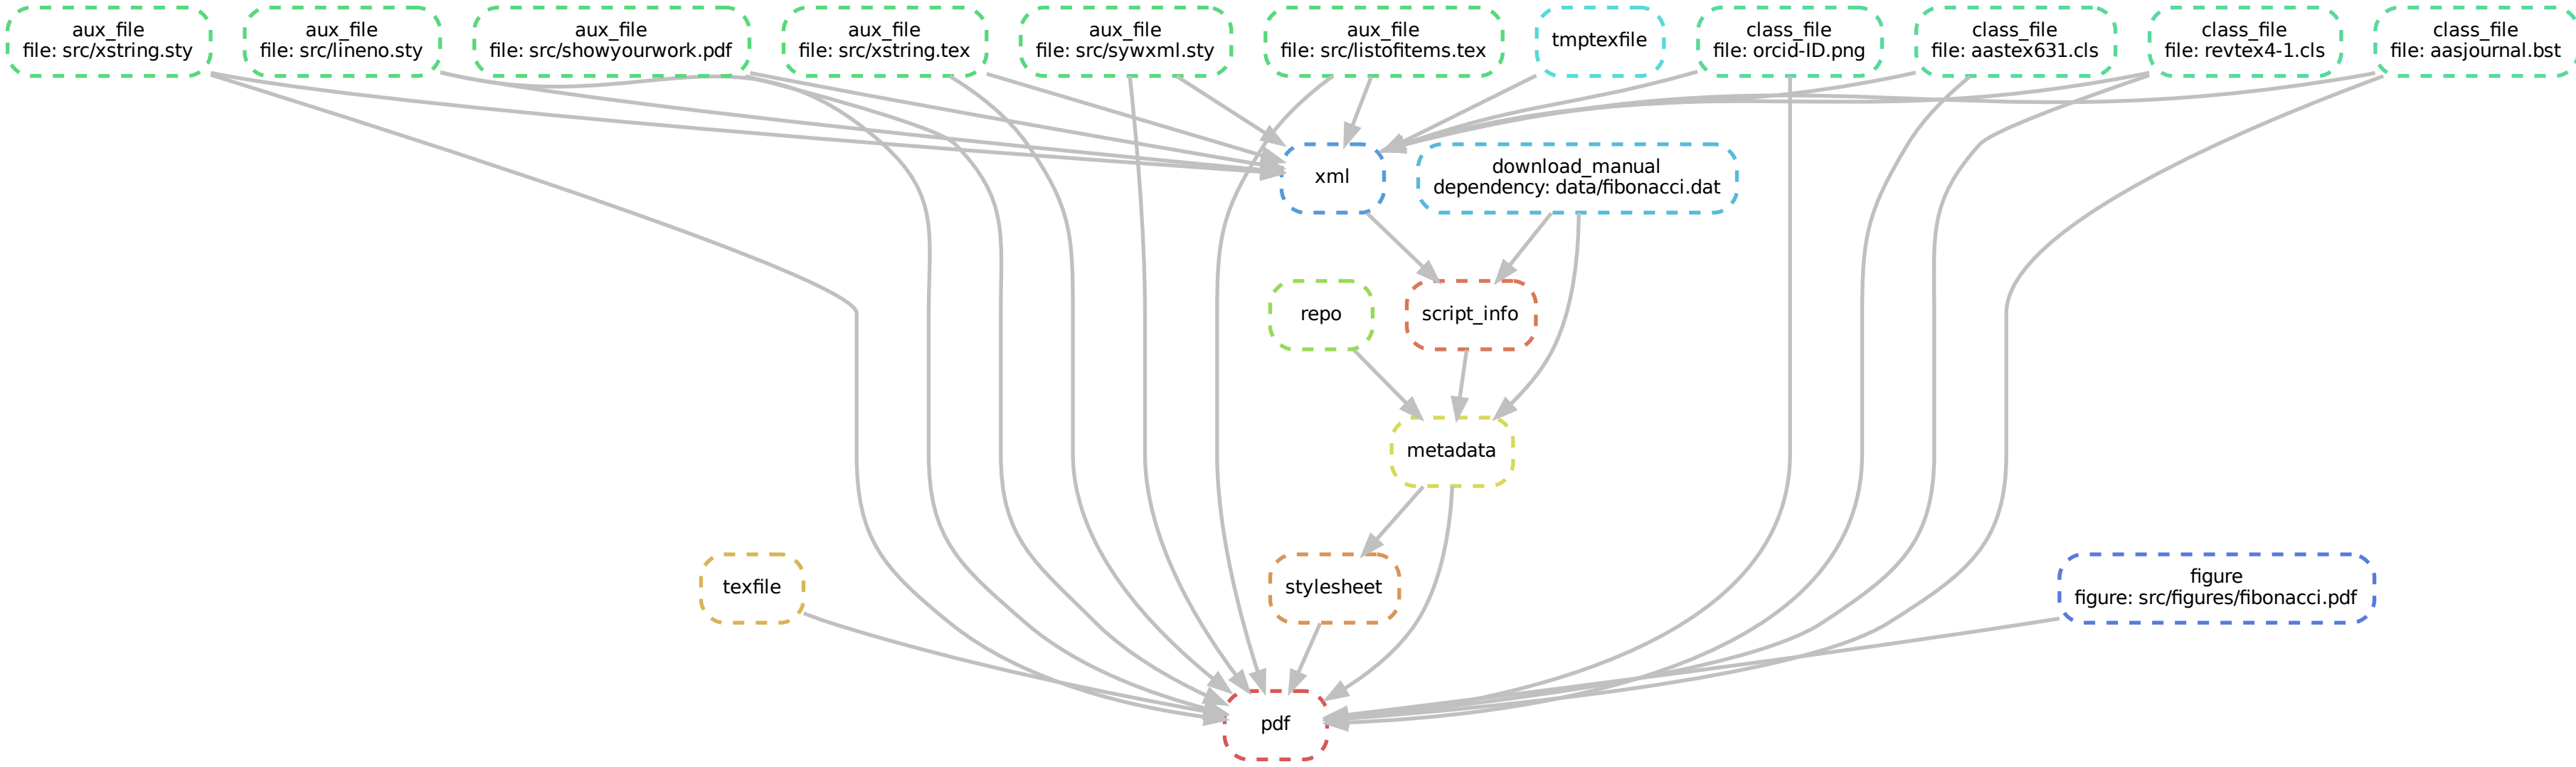 aux_file
file: src/xstring.sty
aux_file
file: src/lineno.sty
aux_file
file: src/showyourwork.pdf
aux_file
file: src/xstring.tex
aux_file
file: src/sywxml.sty
aux_file
file: src/listofitems.tex
tmptexfile
class_file
file: orcid-ID.png
class_file
file: aastex631.cls
class_file
file: revtex4-1.cls
class_file
file: aasjournal.bst
xml
download_manual
dependency: data/fibonacci.dat
repo
script_info
metadata
texfile
stylesheet
figure
figure: src/figures/fibonacci.pdf
pdf